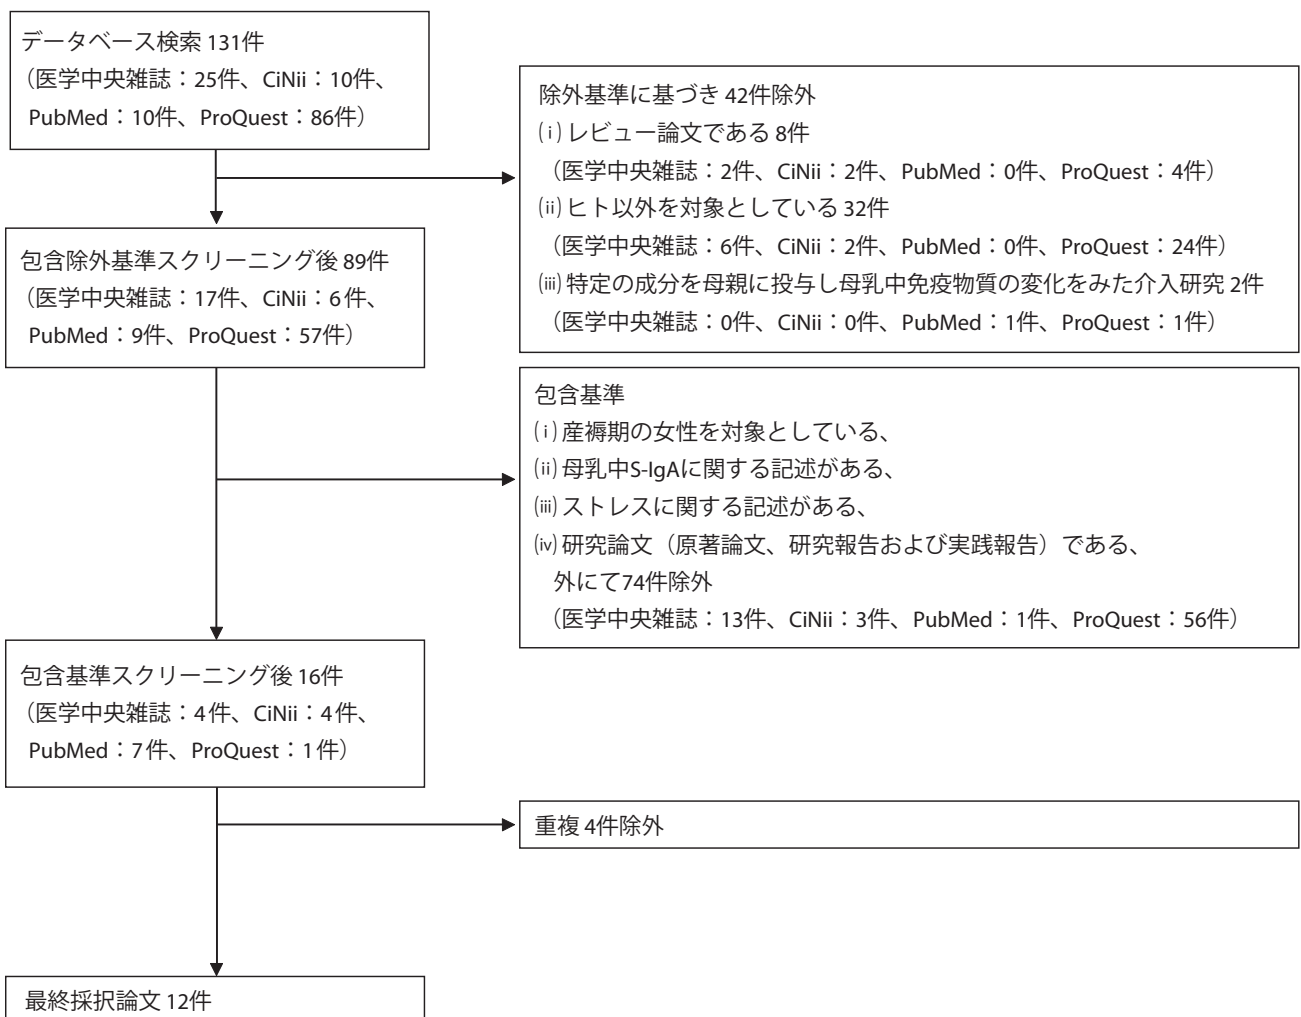 データベース検索 131件
（医学中央雑誌：25件、CiNii：10件、
PubMed：10件、ProQuest：86件）
除外基準に基づき 42件除外
(ⅰ)レビュー論文である 8件
（医学中央雑誌：2件、CiNii：2件、PubMed：0件、ProQuest：4件）
(ⅱ)ヒト以外を対象としている 32件
（医学中央雑誌：6件、CiNii：2件、PubMed：0件、ProQuest：24件）
(ⅲ)特定の成分を母親に投与し母乳中免疫物質の変化をみた介入研究 2件
（医学中央雑誌：0件、CiNii：0件、PubMed：1件、ProQuest：1件）
包含除外基準スクリーニング後 89件
（医学中央雑誌：17件、CiNii：6件、
PubMed：9件、ProQuest：57件）
包含基準
(ⅰ)産褥期の女性を対象としている、
(ⅱ)母乳中S-IgAに関する記述がある、
(ⅲ)ストレスに関する記述がある、
(ⅳ)研究論文（原著論文、研究報告および実践報告）である、
外にて74件除外
（医学中央雑誌：13件、CiNii：3件、PubMed：1件、ProQuest：56件）
包含基準スクリーニング後 16件
（医学中央雑誌：4件、CiNii：4件、
PubMed：7件、ProQuest：1件）
重複 4件除外
最終採択論文 12件